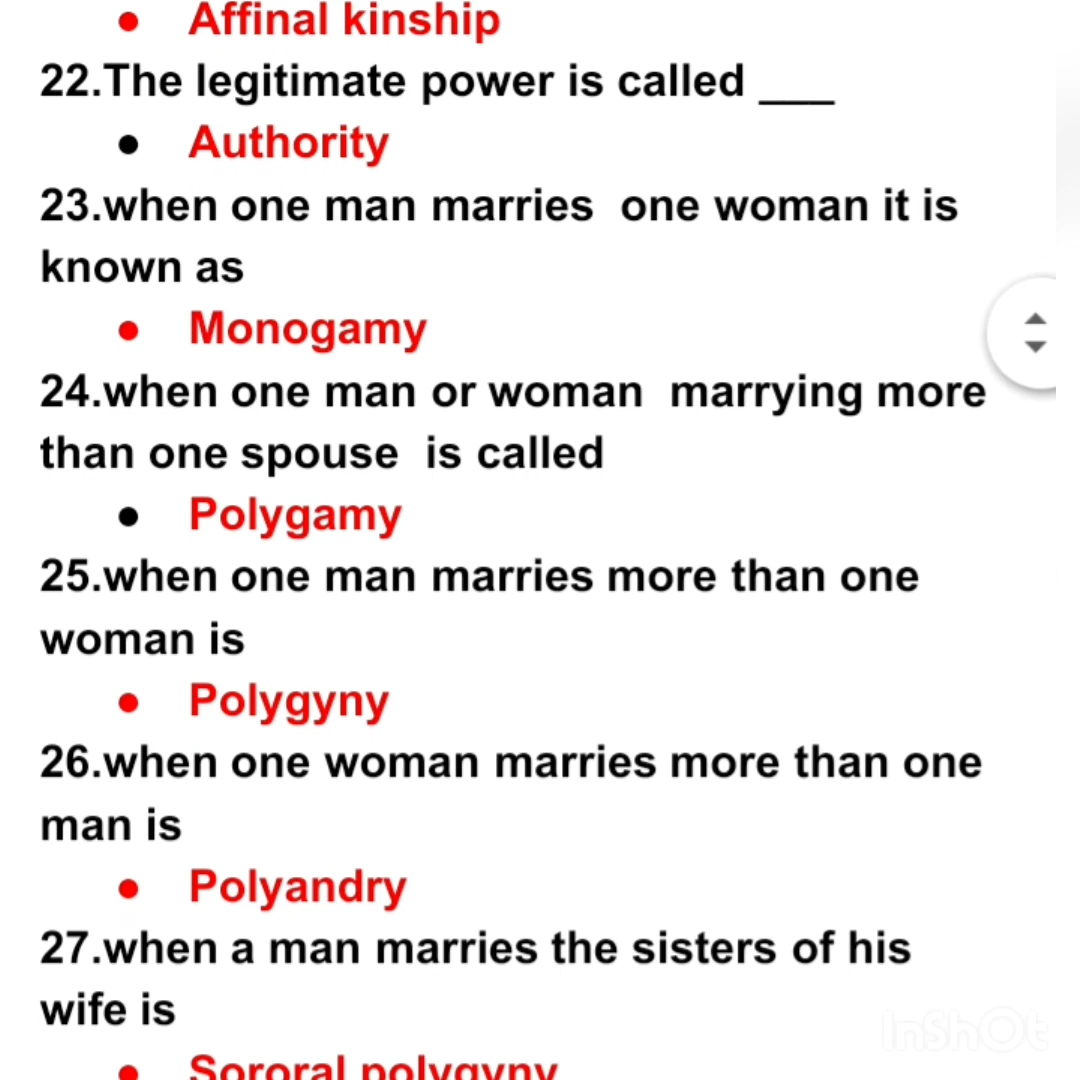 • Affinal kinship
22.The legitimate power is called ___
• Authority
23.when one man marries  one woman it is
known as
• Monogamy
24.when one man or woman  marrying more
than one spouse  is called
• Polygamy
25.when one man marries more than one
woman is
• Polygyny
26.when one woman marries more than one
man is
• Polyandry
27.when a man marries the sisters of his
wife is
InShOt
• Sororal polygyny